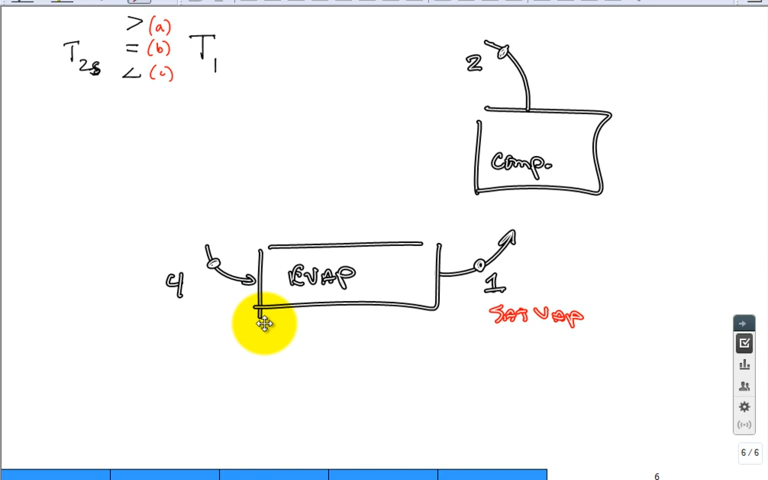 > (a)
T2s = (b) T1
< (c)
2
Comp.
4
EVAP
1
SAT VAP
6/6
6